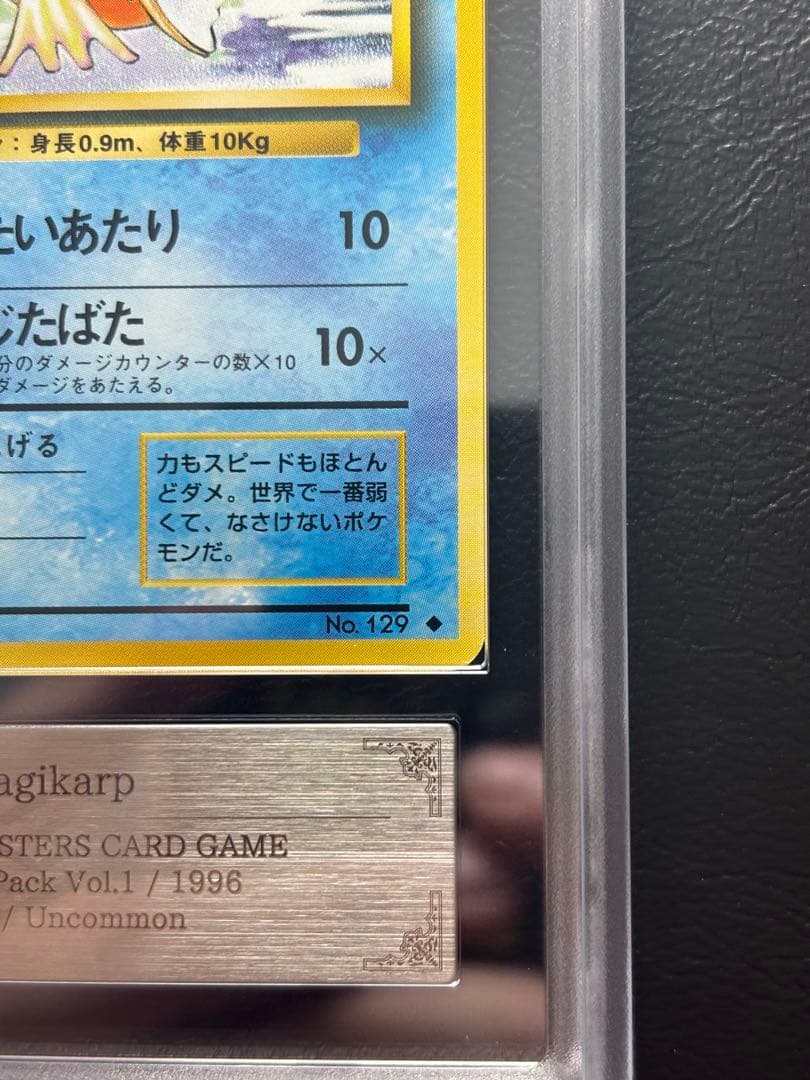 ：身長0.9m、体重10Kg
たいあたり 10
じたばた
10×
分のダメージカウンターの数×10
ダメージをあたえる。
げる
力もスピードもほとん
どダメ。世界で一番弱
くて、なさけないポケ
モンだ。
No. 129 ◆
agikarp
STERS CARD GAME
Pack Vol.1 / 1996
/ Uncommon